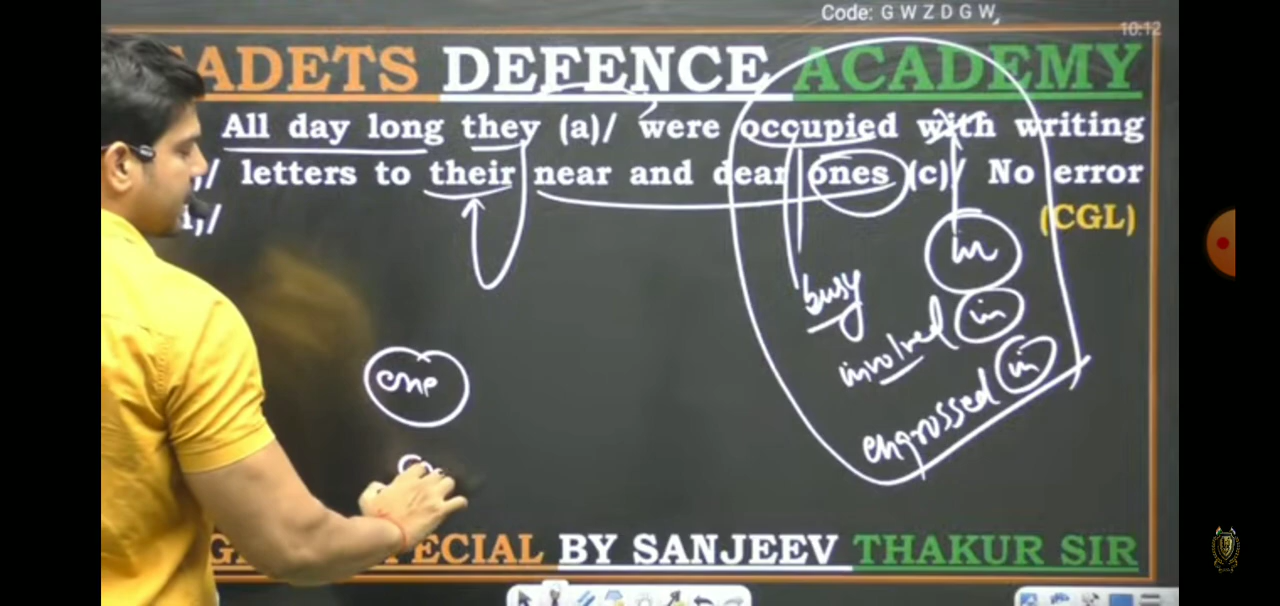 Code: G W Z D G W
10:12
ADETS DEFENCE ACADEMY
All day long they (a)/ were occupied with writing
/ letters to their near and dear ones (c)/ No error
(CGL)
in
busy
involved in
engrossed in
one
ECIAL BY SANJEEV THAKUR SIR